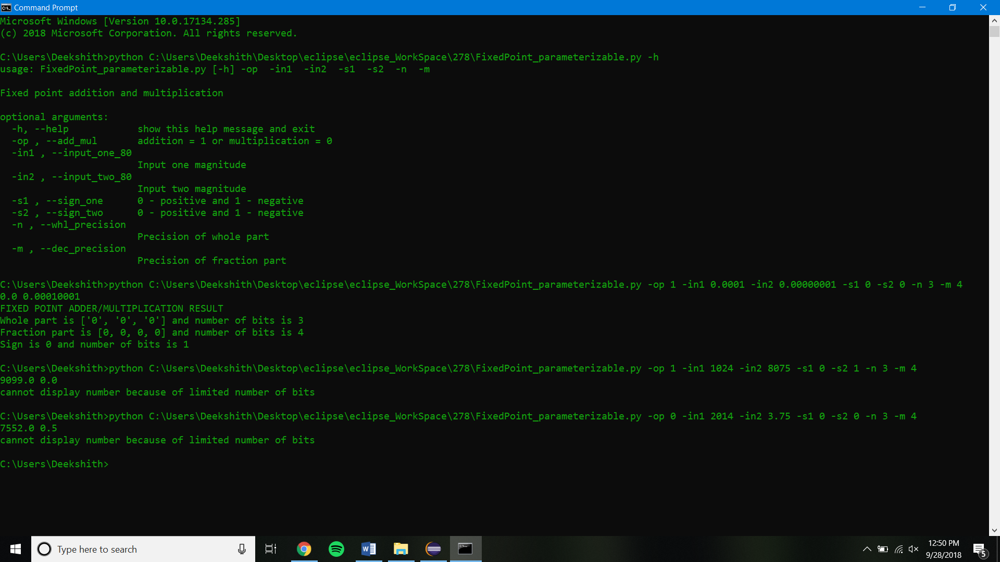 Command Prompt
Microsoft Windows [Version 10.0.17134.285]
(c) 2018 Microsoft Corporation. All rights reserved.
C:\Users\Deekshith>python C:\Users\Deekshith\Desktop\eclipse\eclipse_WorkSpace\278\FixedPoint_parameterizable.py -h
usage: FixedPoint_parameterizable.py [-h] -op  -in1  -in2  -s1  -s2  -n  -m
Fixed point addition and multiplication
optional arguments:
  -h, --help            show this help message and exit
  -op , --add_mul       addition = 1 or multiplication = 0
  -in1 , --input_one_80
                        Input one magnitude
  -in2 , --input_two_80
                        Input two magnitude
  -s1 , --sign_one      0 - positive and 1 - negative
  -s2 , --sign_two      0 - positive and 1 - negative
  -n , --whl_precision
                        Precision of whole part
  -m , --dec_precision
                        Precision of fraction part
C:\Users\Deekshith>python C:\Users\Deekshith\Desktop\eclipse\eclipse_WorkSpace\278\FixedPoint_parameterizable.py -op 1 -in1 0.0001 -in2 0.00000001 -s1 0 -s2 0 -n 3 -m 4
0.0 0.00010001
FIXED POINT ADDER/MULTIPLICATION RESULT
Whole part is ['0', '0', '0'] and number of bits is 3
Fraction part is [0, 0, 0, 0] and number of bits is 4
Sign is 0 and number of bits is 1
C:\Users\Deekshith>python C:\Users\Deekshith\Desktop\eclipse\eclipse_WorkSpace\278\FixedPoint_parameterizable.py -op 1 -in1 1024 -in2 8075 -s1 0 -s2 1 -n 3 -m 4
9099.0 0.0
cannot display number because of limited number of bits
C:\Users\Deekshith>python C:\Users\Deekshith\Desktop\eclipse\eclipse_WorkSpace\278\FixedPoint_parameterizable.py -op 0 -in1 2014 -in2 3.75 -s1 0 -s2 0 -n 3 -m 4
7552.0 0.5
cannot display number because of limited number of bits
C:\Users\Deekshith>
Type here to search
12:50 PM
9/28/2018
5